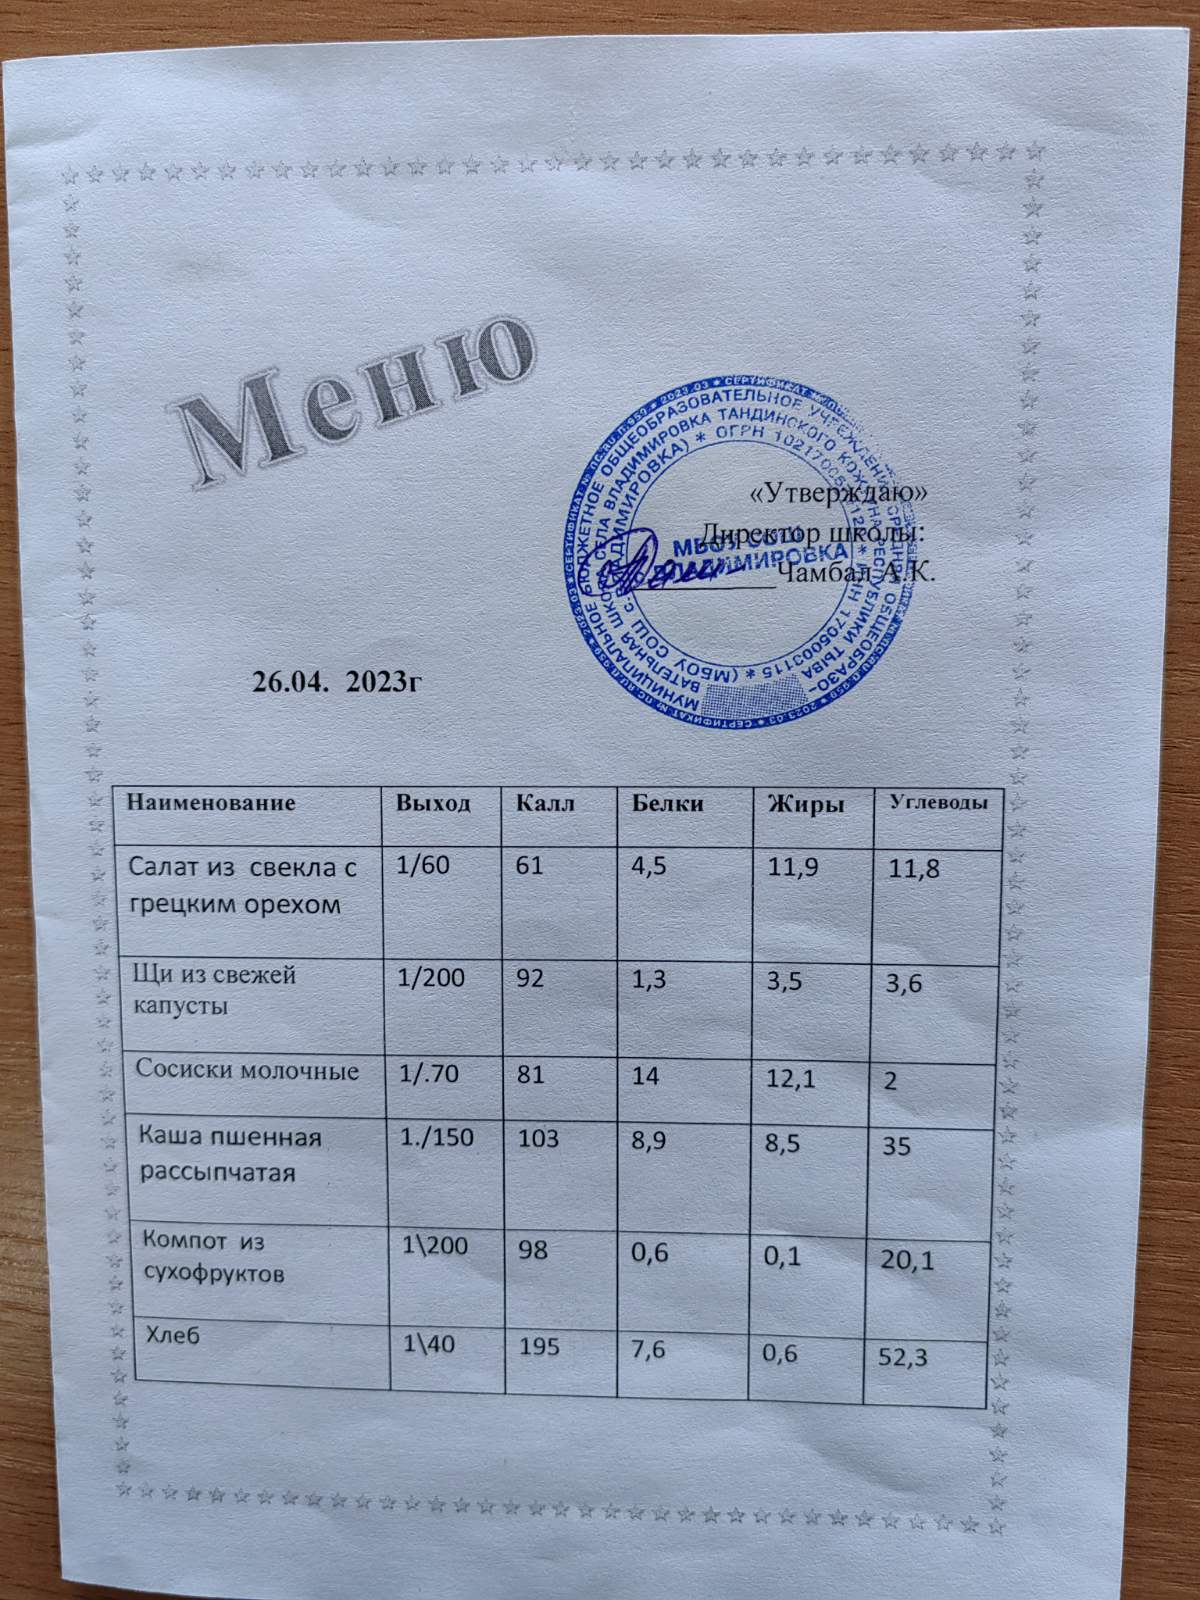 Меню
«Утверждаю»
Директор школы:
Чамбал А.К.
МБОУ СОШ
с. ВЛАДИМИРОВКА
26.04. 2023г
Наименование Выход Калл Белки Жиры Углеводы
Салат из свекла с 1/60 61 4,5 11,9 11,8
грецким орехом
Щи из свежей 1/200 92 1,3 3,5 3,6
капусты
Сосиски молочные 1/.70 81 14 12,1 2
Каша пшенная 1./150 103 8,9 8,5 35
рассыпчатая
Компот из 1\200 98 0,6 0,1 20,1
сухофруктов
Хлеб 1\40 195 7,6 0,6 52,3